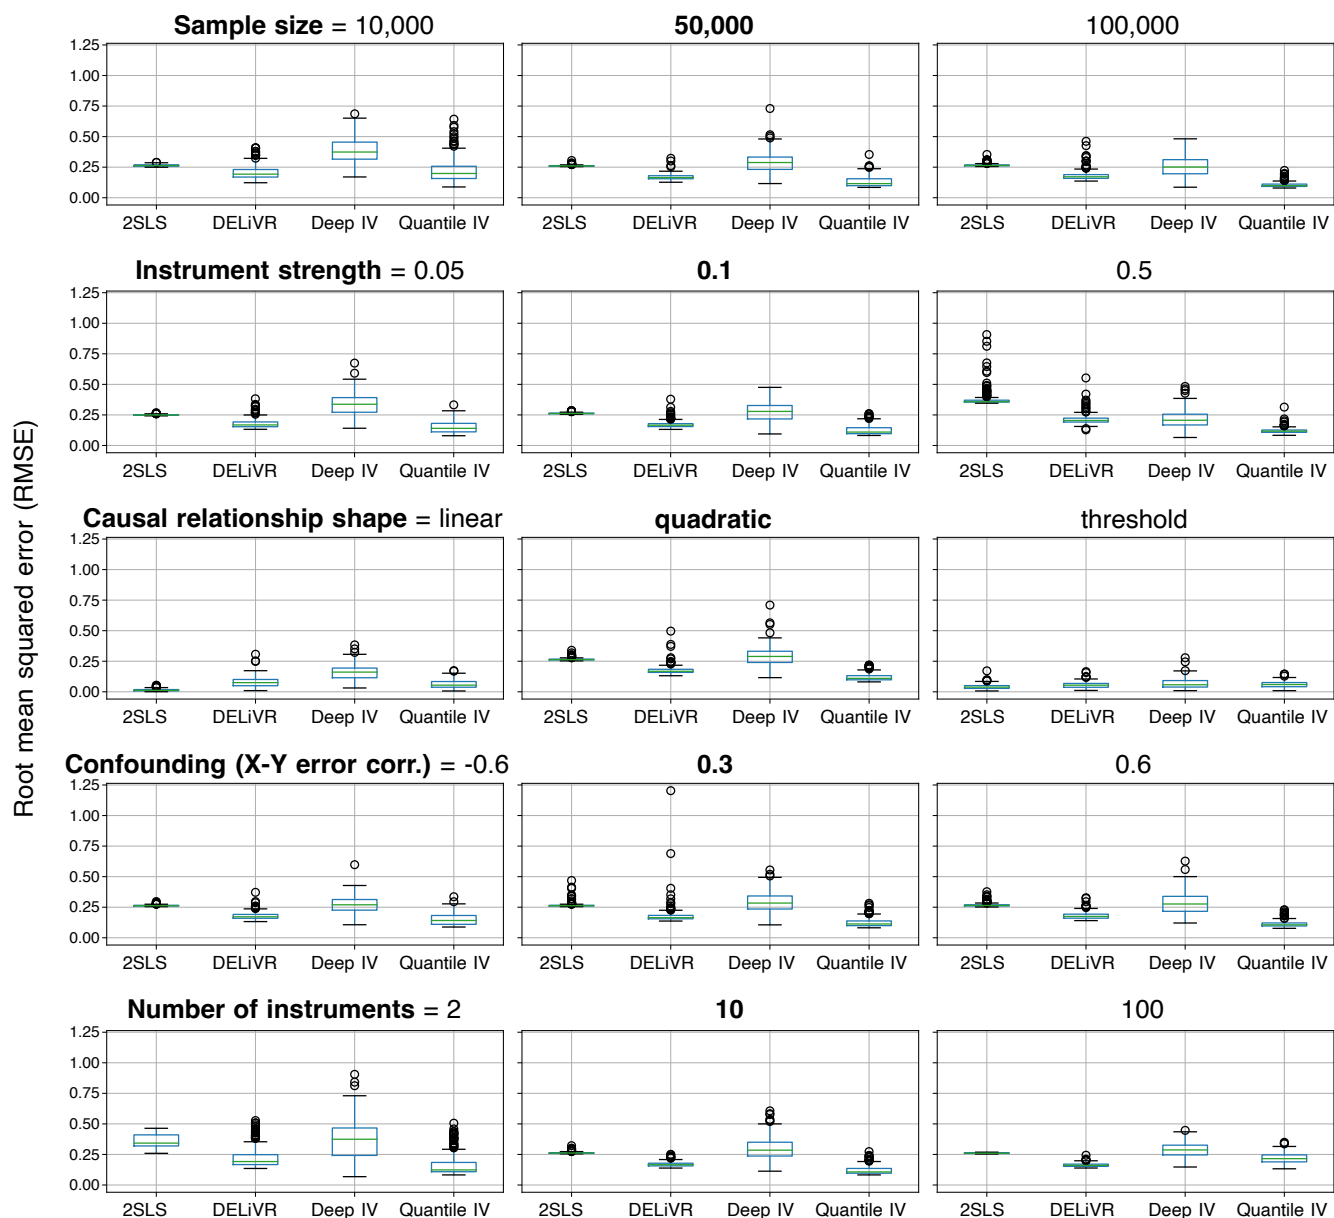 Root mean squared error (RMSE)
Sample size = 10,000
50,000
100,000
1.25
1.00
0.75
0.50
0.25
0.00
2SLS DELiVR Deep IV Quantile IV
2SLS DELiVR Deep IV Quantile IV
2SLS DELiVR Deep IV Quantile IV
Instrument strength = 0.05
0.1
0.5
1.25
1.00
0.75
0.50
0.25
0.00
2SLS DELiVR Deep IV Quantile IV
2SLS DELiVR Deep IV Quantile IV
2SLS DELiVR Deep IV Quantile IV
Causal relationship shape = linear
quadratic
threshold
1.25
1.00
0.75
0.50
0.25
0.00
2SLS DELiVR Deep IV Quantile IV
2SLS DELiVR Deep IV Quantile IV
2SLS DELiVR Deep IV Quantile IV
Confounding (X-Y error corr.) = -0.6
0.3
0.6
1.25
1.00
0.75
0.50
0.25
0.00
2SLS DELiVR Deep IV Quantile IV
2SLS DELiVR Deep IV Quantile IV
2SLS DELiVR Deep IV Quantile IV
Number of instruments = 2
10
100
1.25
1.00
0.75
0.50
0.25
0.00
2SLS DELiVR Deep IV Quantile IV
2SLS DELiVR Deep IV Quantile IV
2SLS DELiVR Deep IV Quantile IV